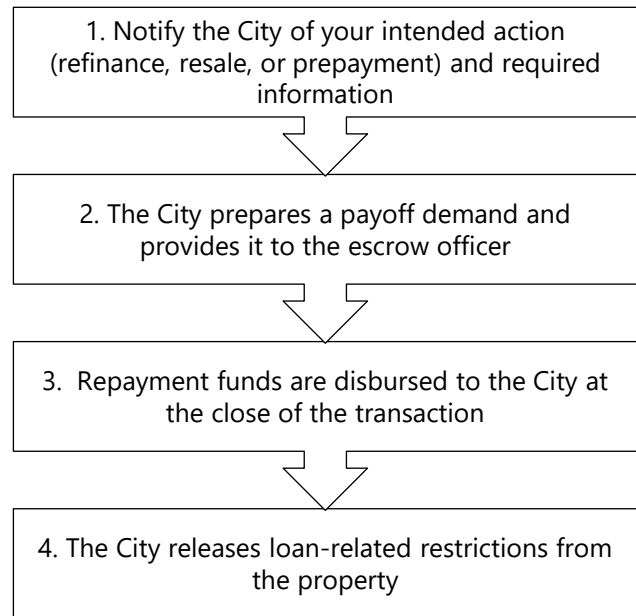 1. Notify the City of your intended action
(refinance, resale, or prepayment) and required
information
2. The City prepares a payoff demand and
provides it to the escrow officer
3.  Repayment funds are disbursed to the City at
the close of the transaction
4. The City releases loan-related restrictions from
the property